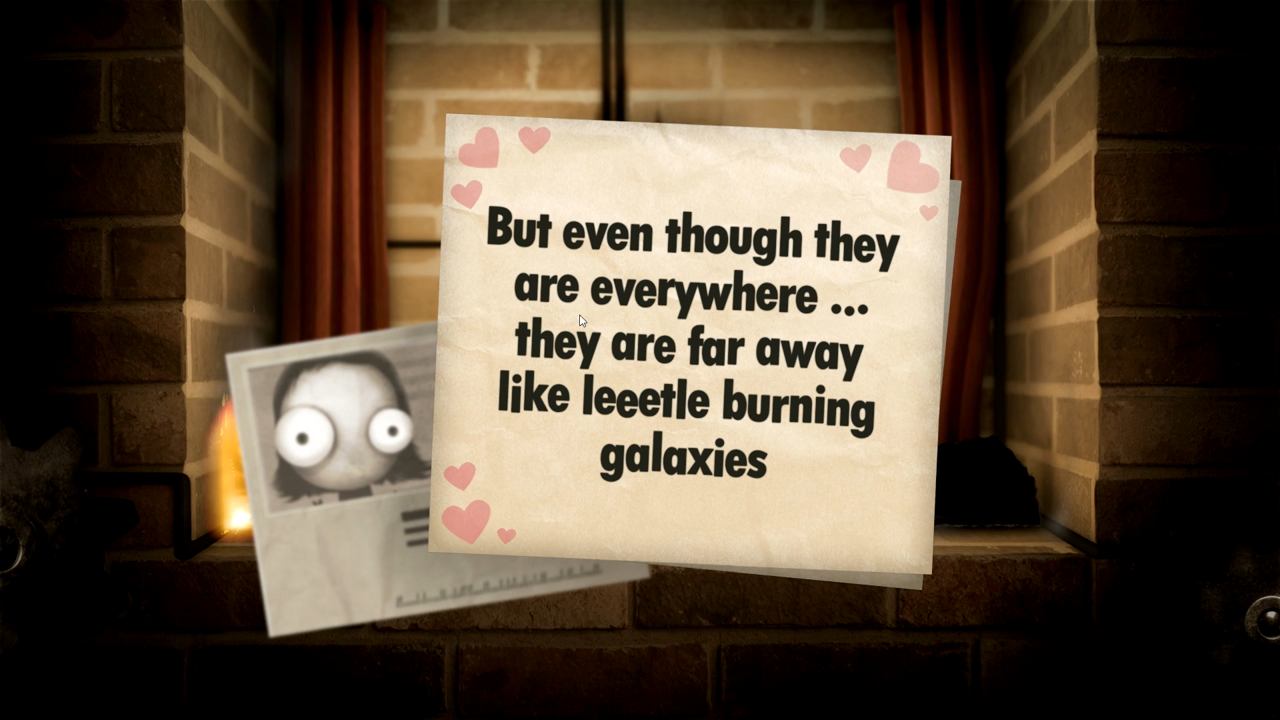 But even though they
are everywhere ...
they are far away
like leeetle burning
galaxies